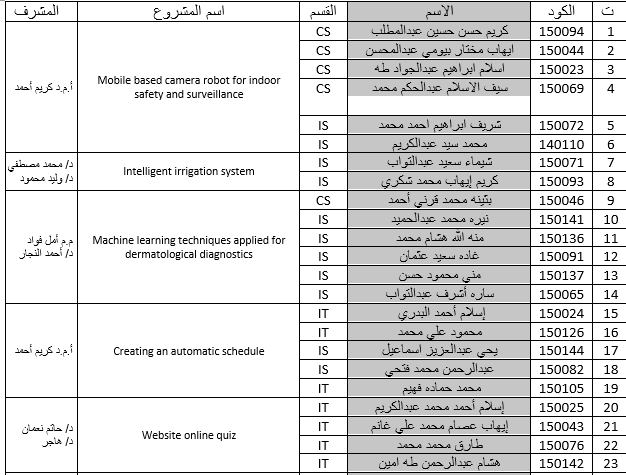 ت الكود الاسم القسم اسم المشروع المشرف
1 150094 كريم حسن حسين عبدالمطلب CS
2 150044 ايهاب مختار بيومي عبدالمحسن CS
3 150023 اسلام ابراهيم عبدالجواد طه CS
4 150069 سيف الاسلام عبدالحكم محمد CS
Mobile based camera robot for indoor
safety and surveillance
أ.م.د كريم أحمد
5 150072 شريف ابراهيم احمد محمد IS
6 140110 محمد سيد عبدالكريم IS
7 150071 شيماء سعيد عبدالتواب IS
8 150093 كريم إيهاب محمد شكري IS
Intelligent irrigation system
د/ محمد مصطفي
د/ وليد محمود
9 150046 بثينه محمد قرني أحمد CS
10 150141 نيره محمد عبدالحميد IS
11 150136 منه الله هشام محمد IS
12 150091 غاده سعيد عثمان IS
13 150137 مني محمود حسن IS
14 150065 ساره أشرف عبدالتواب IS
Machine learning techniques applied for
dermatological diagnostics
م.م أمل فواد
د/ أحمد النجار
15 150024 إسلام أحمد البدري IT
16 150126 محمود علي محمد IT
17 150144 يحي عبدالعزيز اسماعيل IS
18 150082 عبدالرحمن محمد فتحي IS
19 150105 محمد حماده فهيم IT
Creating an automatic schedule
أ.م.د كريم أحمد
20 150025 إسلام أحمد محمد عبدالكريم IT
21 150043 إيهاب عصام محمد علي غانم IT
22 150076 طارق محمد محمد IT
23 150142 هشام عبدالرحمن طه امين IT
Website online quiz
د/ حاتم نعمان
د/ هاجر